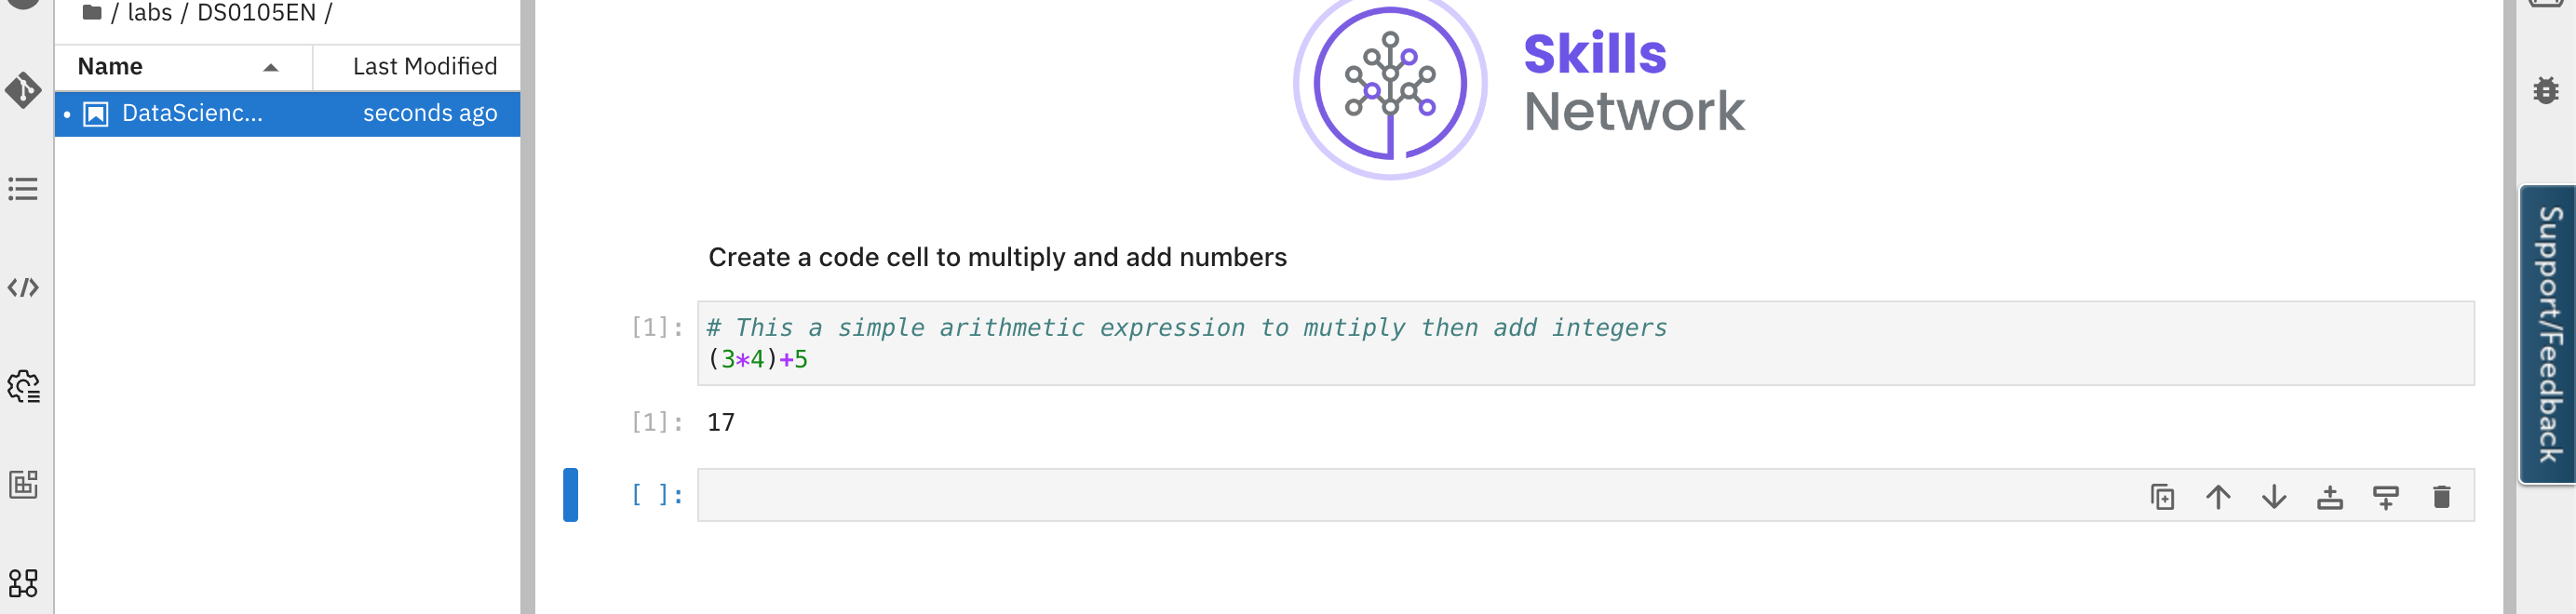 / labs / DS0105EN /
Name Last Modified
DataScienc... seconds ago
Skills
Network
Create a code cell to multiply and add numbers
[1]: # This a simple arithmetic expression to mutiply then add integers
(3*4)+5
[1]: 17
[ ]:
Support/Feedback